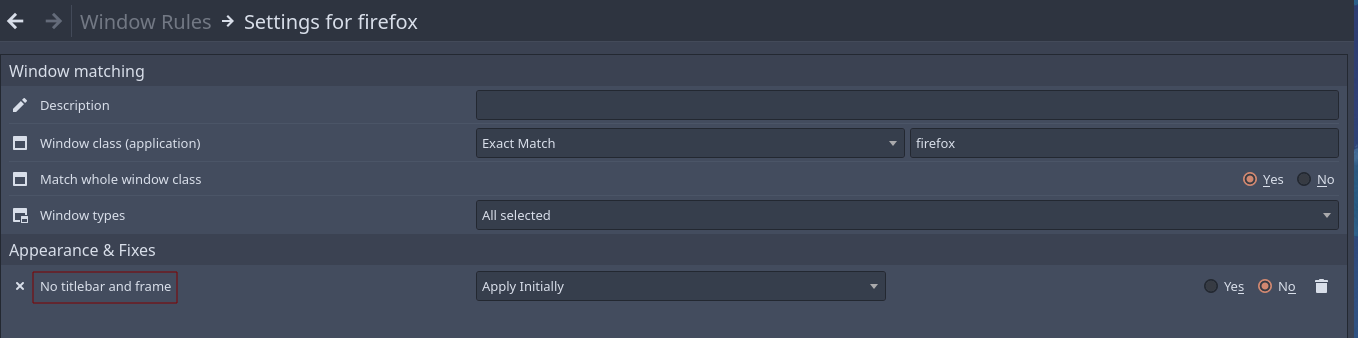 Window Rules → Settings for firefox
Window matching
Description
Window class (application) Exact Match firefox
Match whole window class Yes No
Window types All selected
Appearance & Fixes
No titlebar and frame Apply Initially Yes No